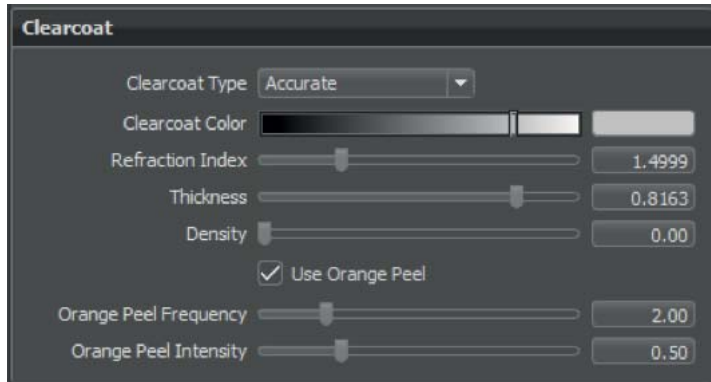 Clearcoat
Clearcoat Type Accurate
Clearcoat Color
Refraction Index 1.4999
Thickness 0.8163
Density 0.00
Use Orange Peel
Orange Peel Frequency 2.00
Orange Peel Intensity 0.50